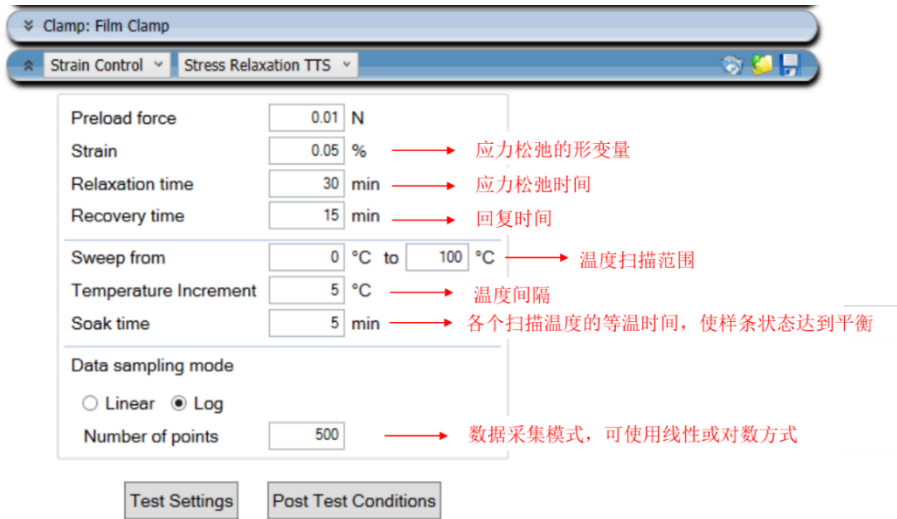 Clamp: Film Clamp
Strain Control Stress Relaxation TTS
Preload force 0.01 N
Strain 0.05 % 应力松弛的形变量
Relaxation time 30 min 应力松弛时间
Recovery time 15 min 回复时间
Sweep from 0 °C to 100 °C 温度扫描范围
Temperature Increment 5 °C 温度间隔
Soak time 5 min 各个扫描温度的等温时间，使样条状态达到平衡
Data sampling mode
Linear Log
Number of points 500 数据采集模式，可使用线性或对数方式
Test Settings Post Test Conditions